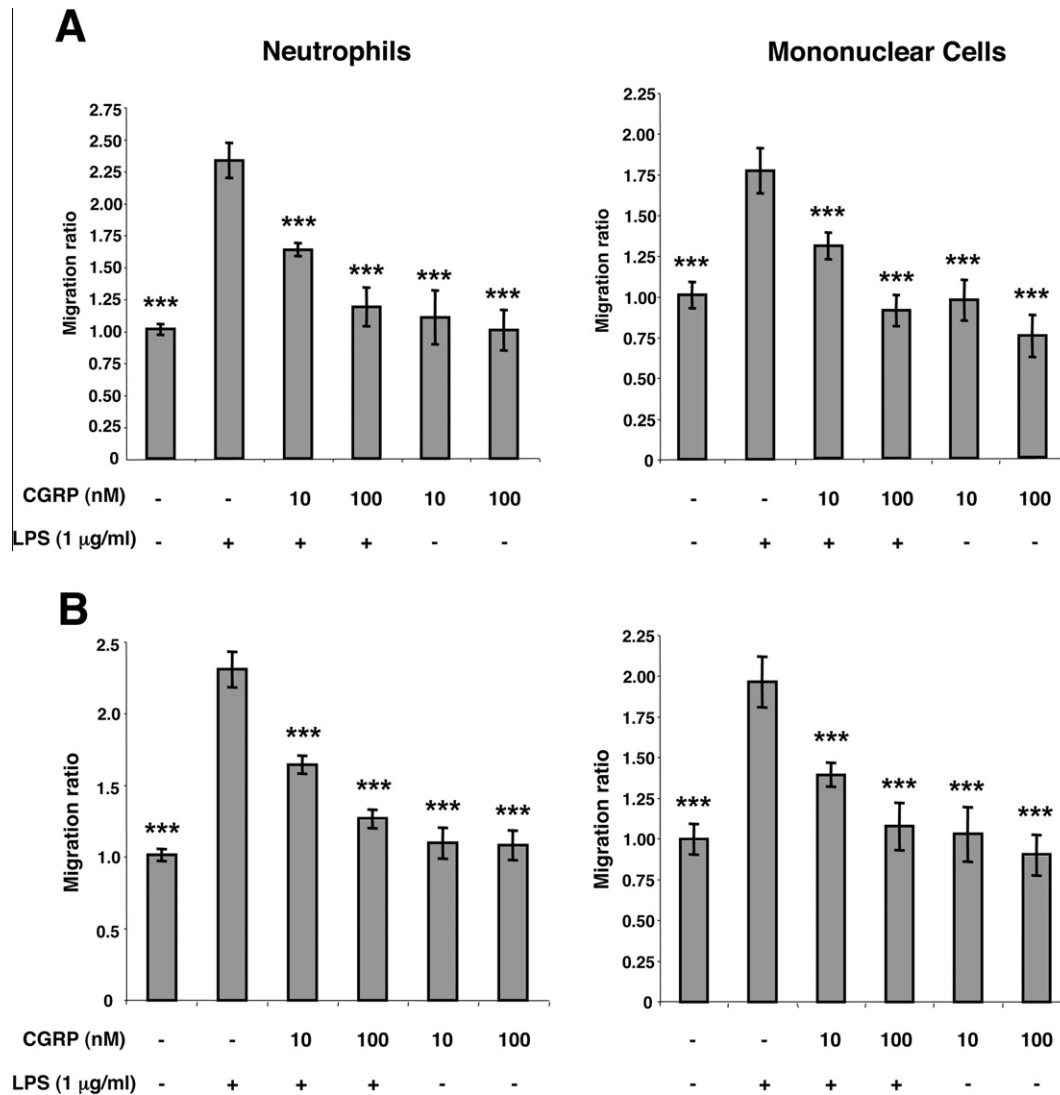 A
Neutrophils
Mononuclear Cells
Migration ratio
2.75
2.50
2.25
2.00
1.75
1.50
1.25
1.00
0.75
0.50
0.25
0
*** *** *** *** ***
CGRP (nM) - - 10 100 10 100
LPS (1 μg/ml) - + + + - -
Migration ratio
2.25
2.00
1.75
1.50
1.25
1.00
0.75
0.50
0.25
0
*** *** *** *** ***
- - 10 100 10 100
- + + + - -
B
Migration ratio
2.5
2.0
1.5
1.0
0.5
0
*** *** *** *** ***
CGRP (nM) - - 10 100 10 100
LPS (1 μg/ml) - + + + - -
Migration ratio
2.25
2.00
1.75
1.50
1.25
1.00
0.75
0.50
0.25
0
*** *** *** *** ***
- - 10 100 10 100
- + + + - -